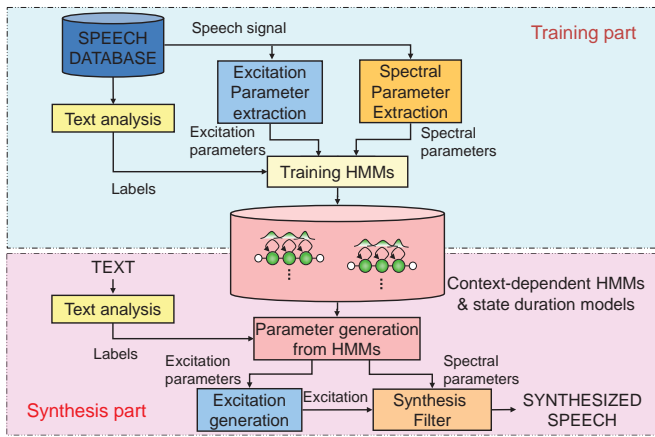 SPEECH
DATABASE
Speech signal
Training part
Excitation
Parameter
extraction
Spectral
Parameter
Extraction
Text analysis
Excitation
parameters
Spectral
parameters
Training HMMs
Labels
TEXT
Context-dependent HMMs
& state duration models
Text analysis
Parameter generation
from HMMs
Labels
Excitation
parameters
Spectral
parameters
Synthesis part
Excitation
generation
Excitation
Synthesis
Filter
SYNTHESIZED
SPEECH